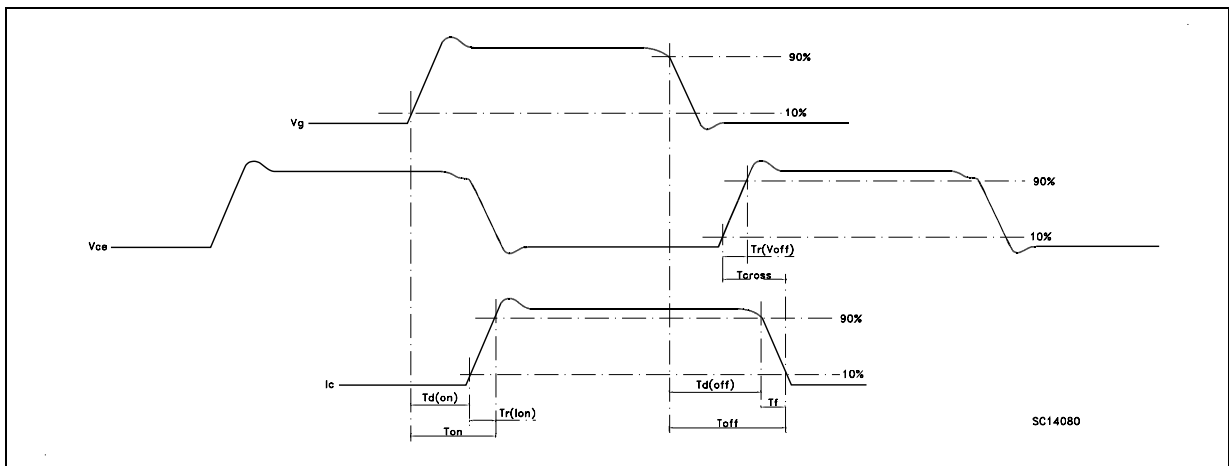 90%
10%
Vg
90%
Vce
10%
Tr(Voff)
Tcross
90%
10%
Ic
Td(on)
Td(off)
Tr(Ion)
Tf
Ton
Toff
SC14080